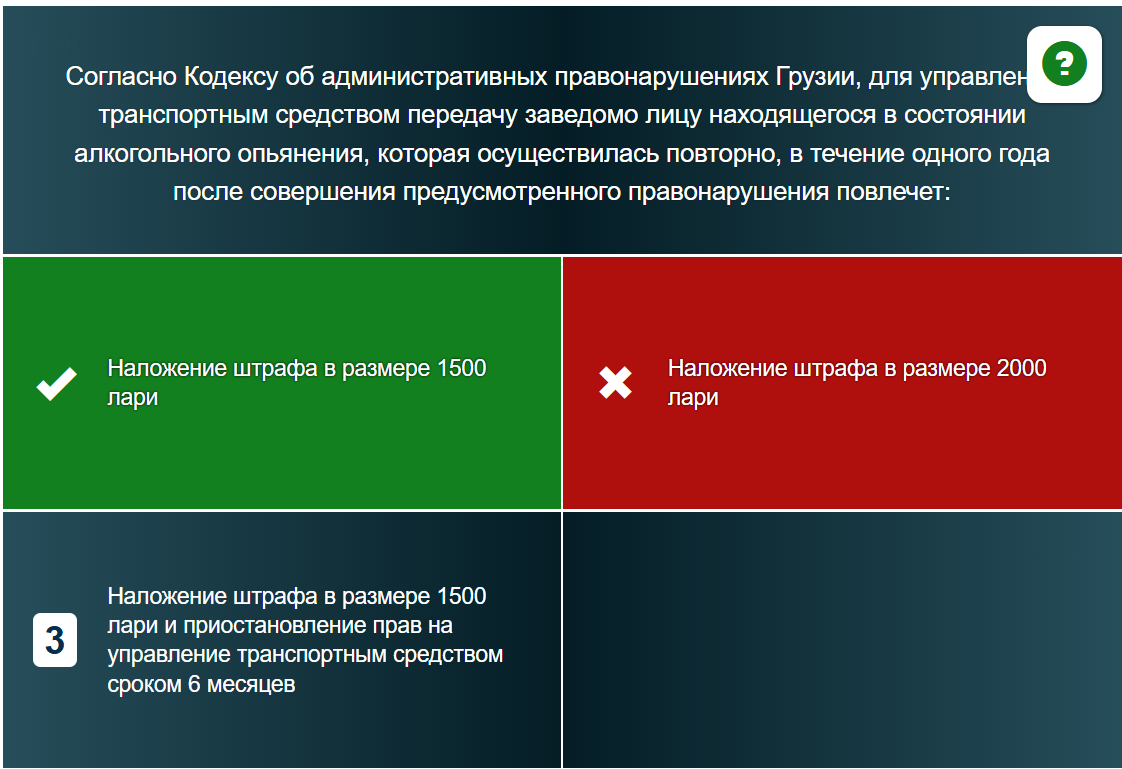 Согласно Кодексу об административных правонарушениях Грузии, для управлен
?
транспортным средством передачу заведомо лицу находящегося в состоянии
алкогольного опьянения, которая осуществилась повторно, в течение одного года
после совершения предусмотренного правонарушения повлечет:
Наложение штрафа в размере 1500
лари
Наложение штрафа в размере 2000
лари
3
Наложение штрафа в размере 1500
лари и приостановление прав на
управление транспортным средством
сроком 6 месяцев